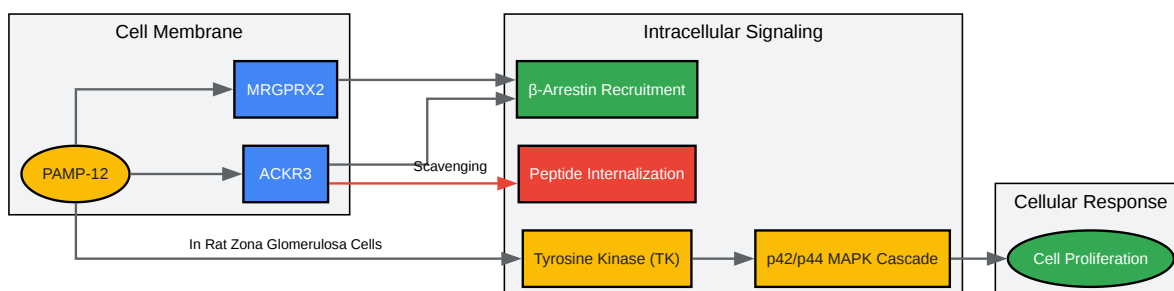 Cell Membrane
Intracellular Signaling
MRGPRX2
β-Arrestin Recruitment
PAMP-12
ACKR3
Scavenging
Peptide Internalization
Cellular Response
In Rat Zona Glomerulosa Cells
Tyrosine Kinase (TK)
p42/p44 MAPK Cascade
Cell Proliferation